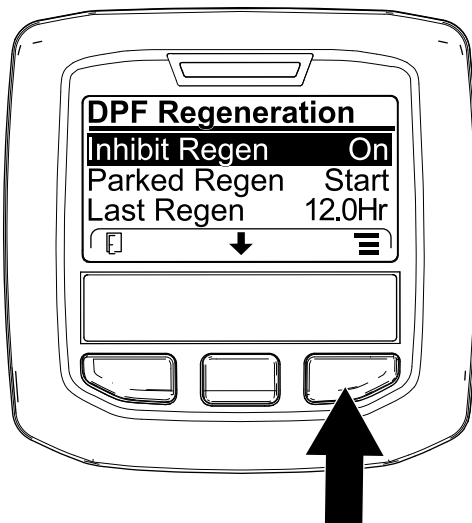 DPF Regeneration
Inhibit Regen On
Parked Regen Start
Last Regen 12.0Hr